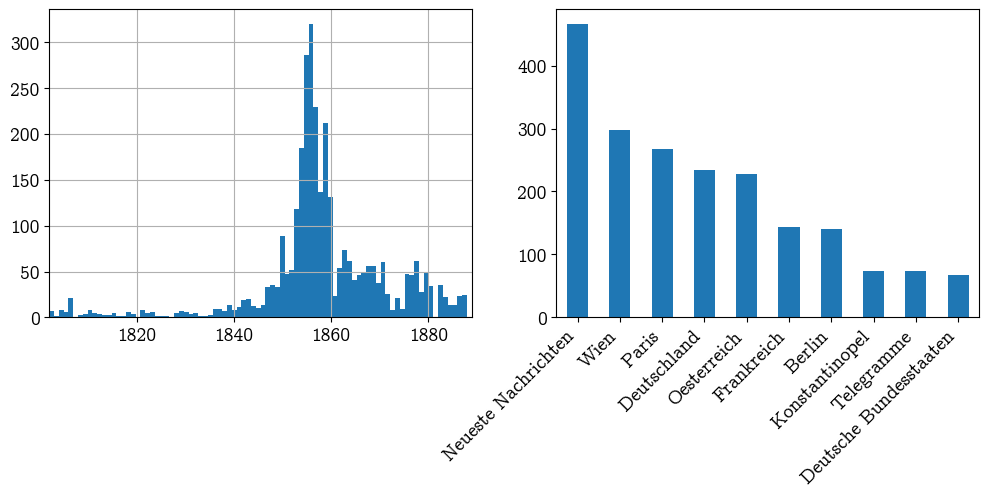 300
250
200
150
100
50
0
1820 1840 1860 1880
400
300
200
100
0
Neueste Nachrichten
Wien
Paris
Deutschland
Oesterreich
Frankreich
Berlin
Konstantinopel
Telegramme
Deutsche Bundesstaaten